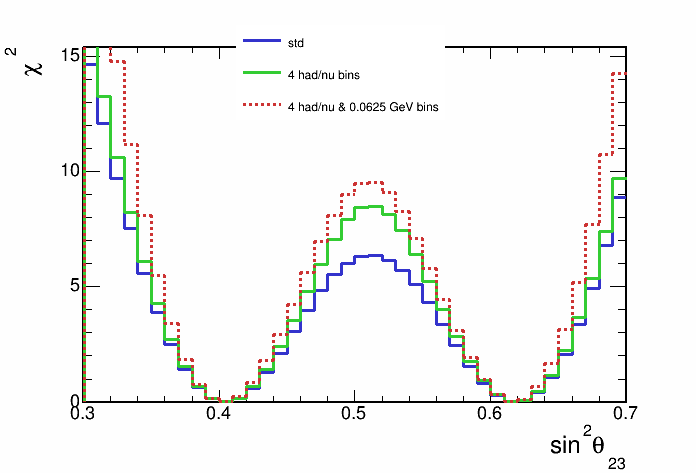 χ²
15
10
5
0
std
4 had/nu bins
4 had/nu & 0.0625 GeV bins
0.3 0.4 0.5 0.6 0.7
sin²θ₂₃